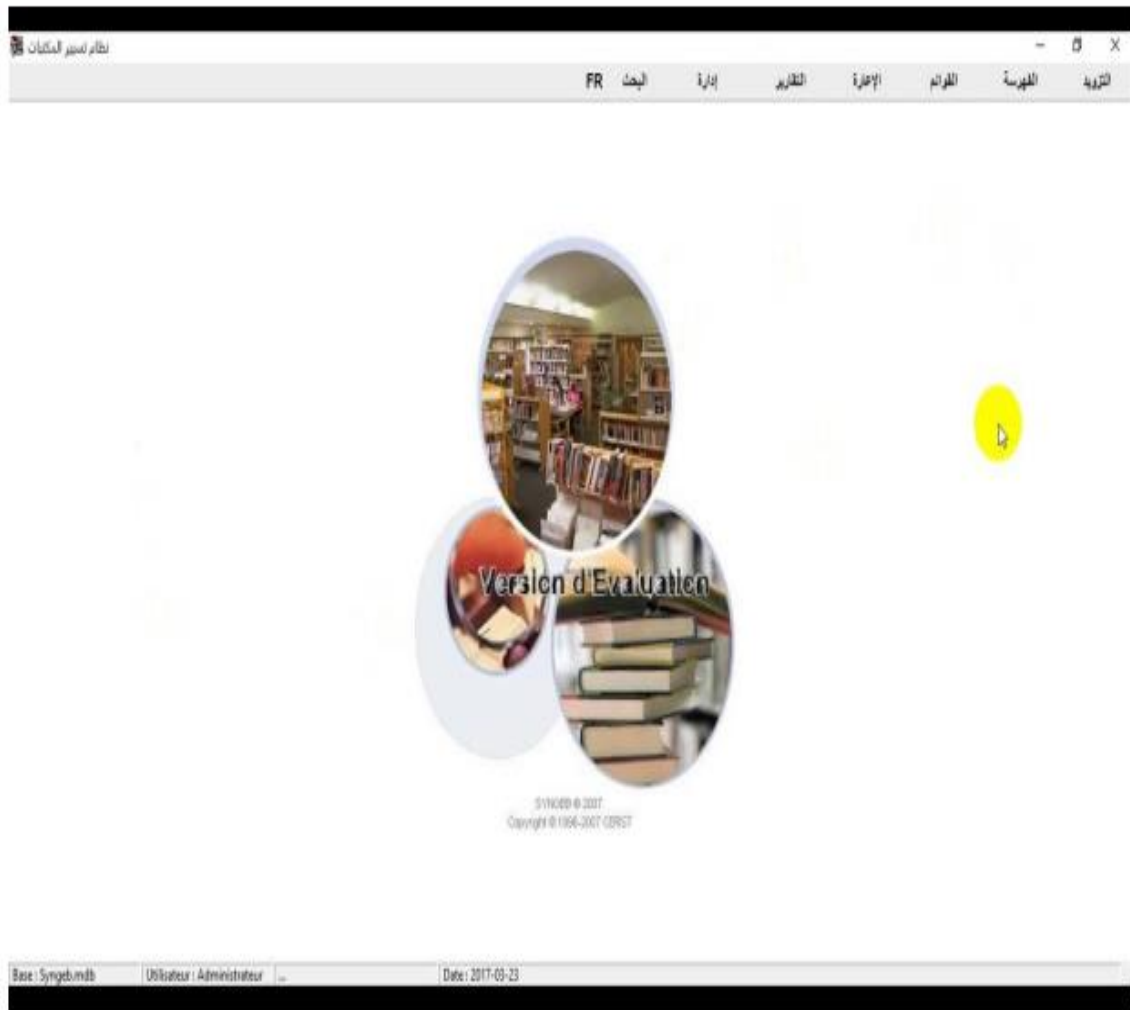 نظام تسيير المكتبات
التزويد الفهرسة القوائم الإعارة التقارير إدارة البحث FR
Version d'Evaluation
SYNGEB © 2007
Copyright © 1998-2007 CERIST
Base : Syngeb.mdb Utilisateur : Administrateur ... Date : 2017-03-23